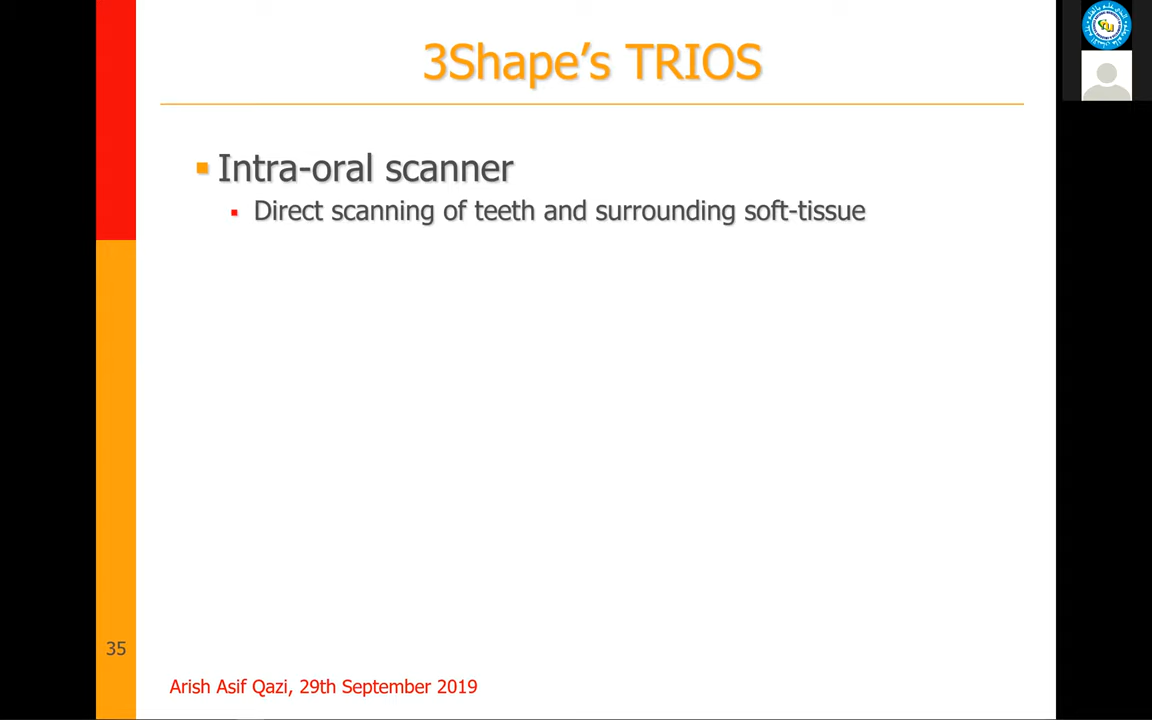 3Shape’s TRIOS
Intra-oral scanner
Direct scanning of teeth and surrounding soft-tissue
35
Arish Asif Qazi, 29th September 2019